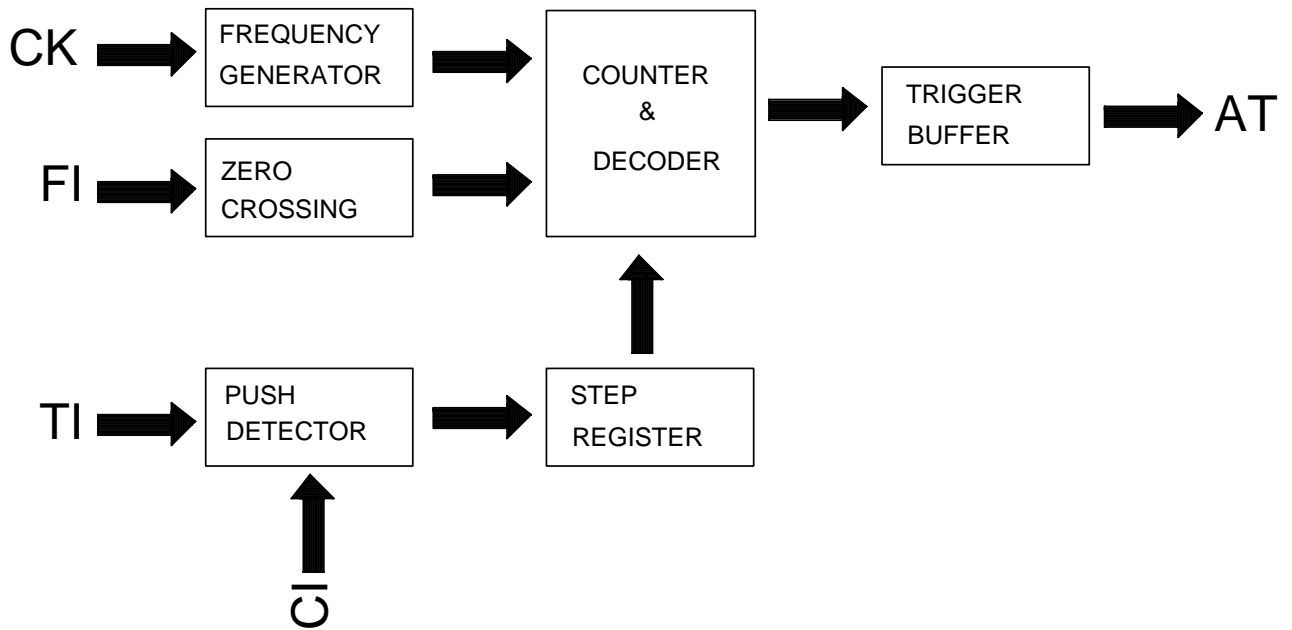 CK
FREQUENCY
GENERATOR
COUNTER
&
DECODER
TRIGGER
BUFFER
AT
FI
ZERO
CROSSING
TI
PUSH
DETECTOR
STEP
REGISTER
CI